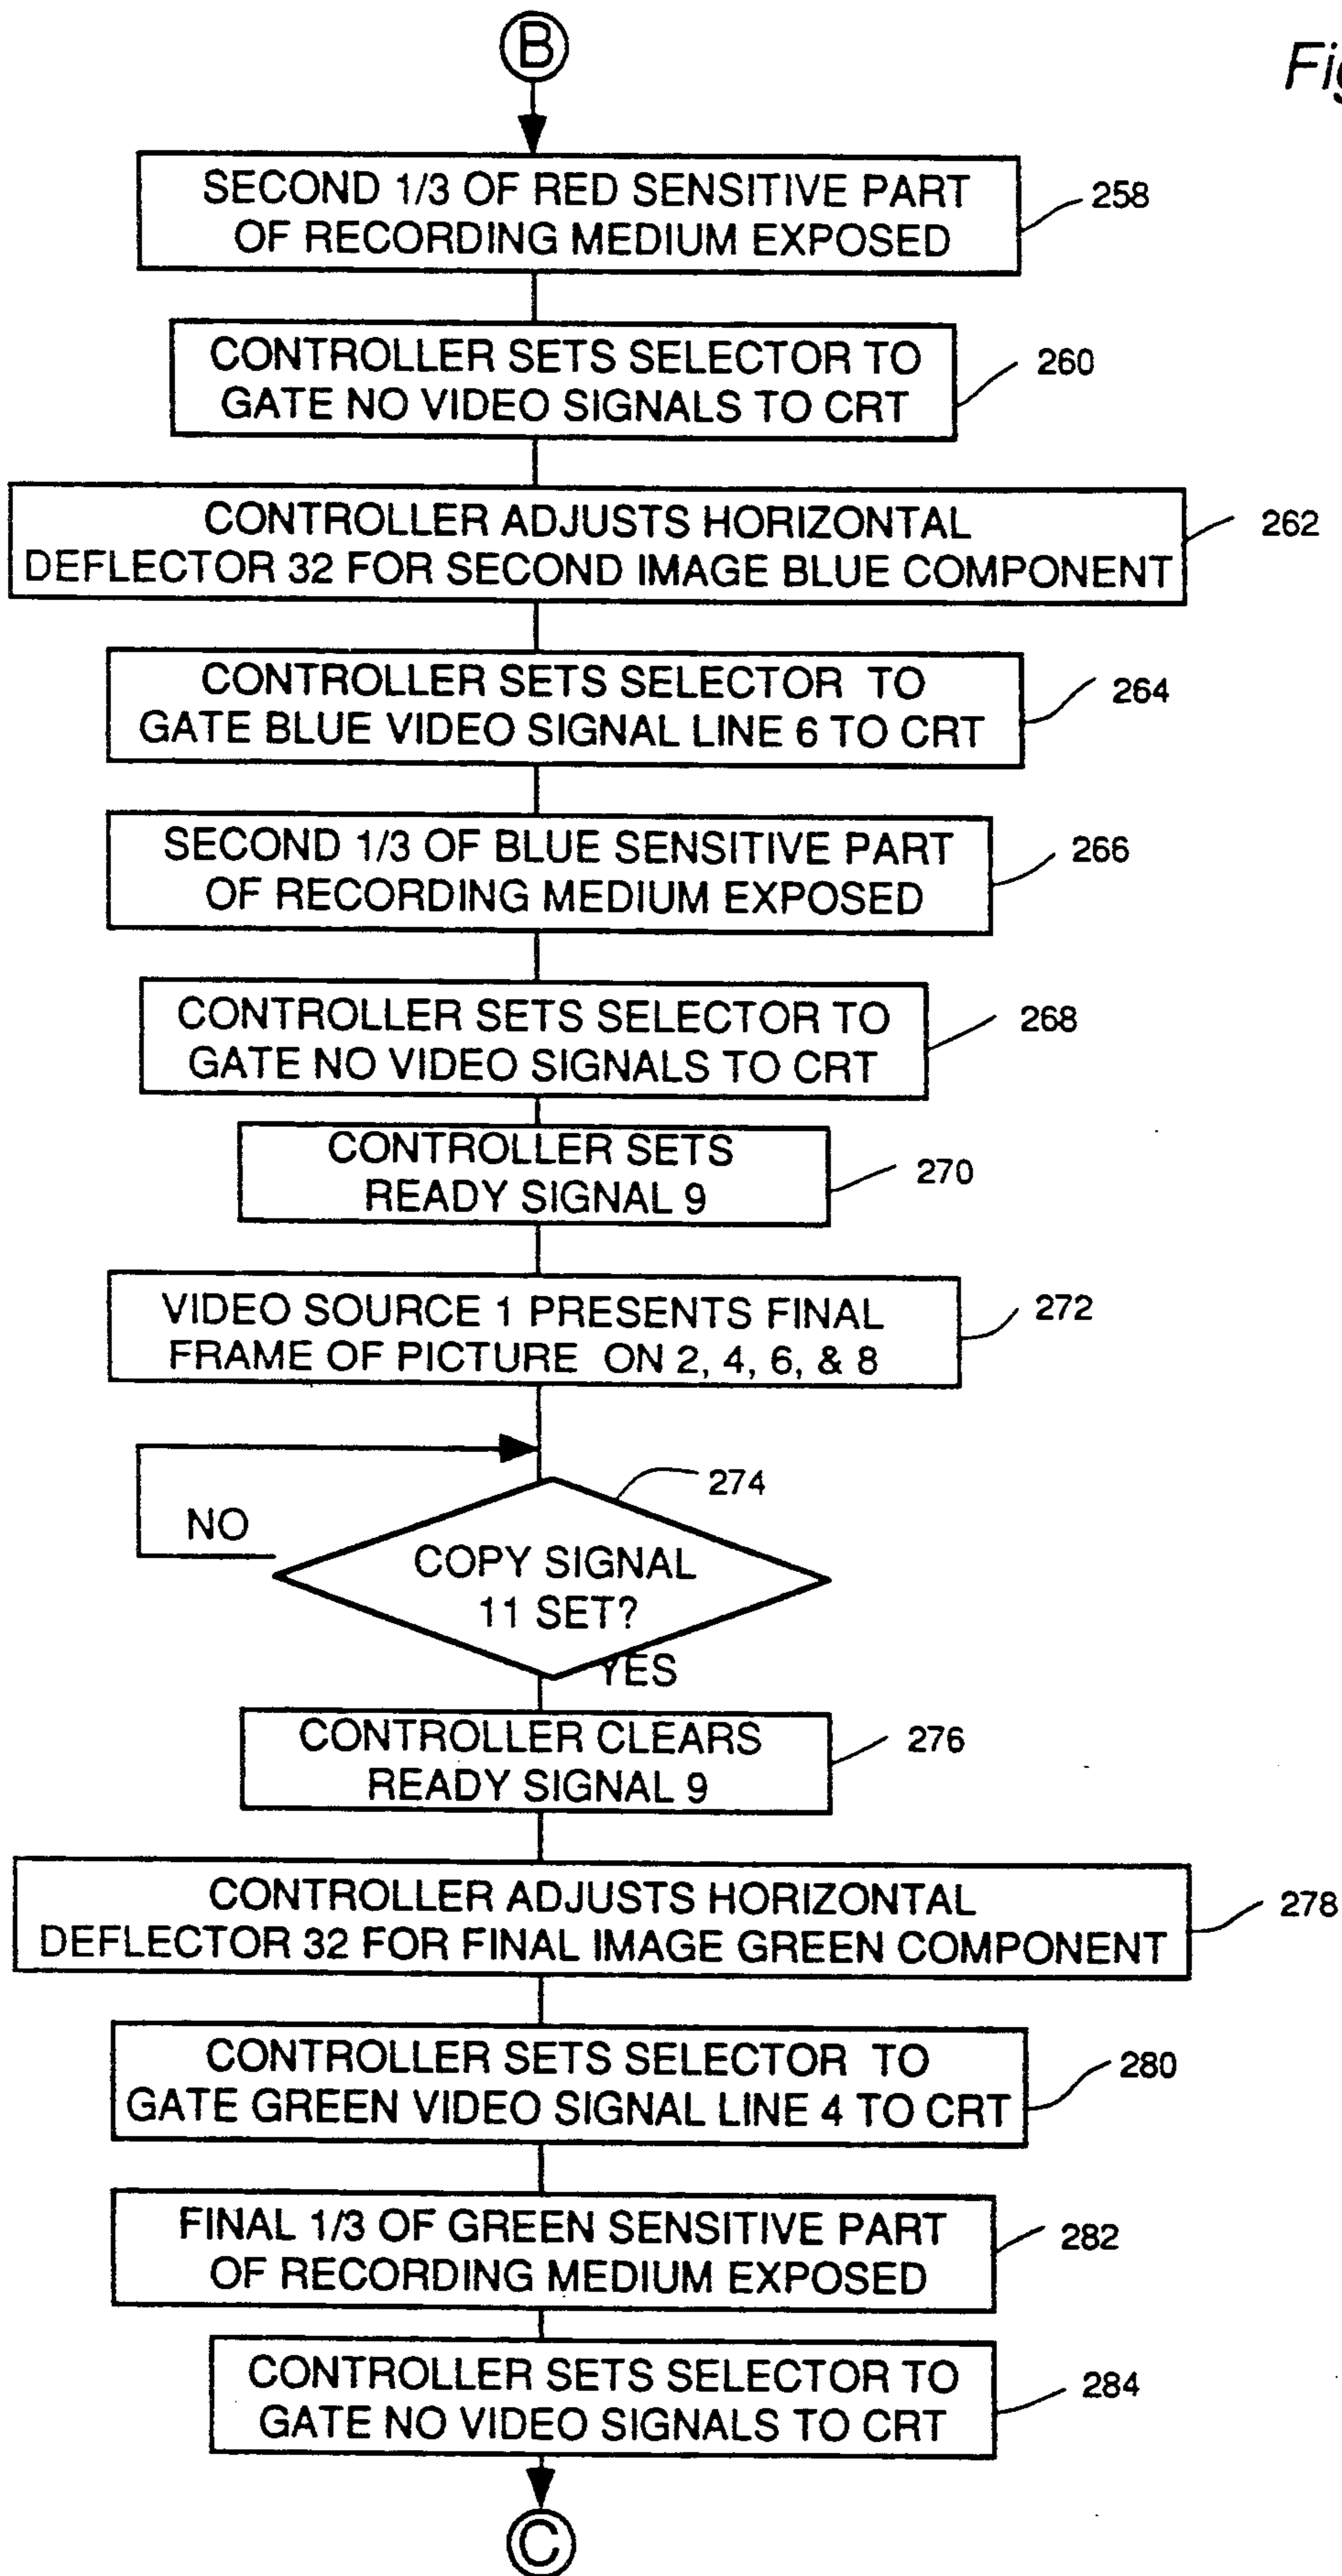 B
Fig
SECOND 1/3 OF RED SENSITIVE PART
OF RECORDING MEDIUM EXPOSED
258
CONTROLLER SETS SELECTOR TO
GATE NO VIDEO SIGNALS TO CRT
260
CONTROLLER ADJUSTS HORIZONTAL
DEFLECTOR 32 FOR SECOND IMAGE BLUE COMPONENT
262
CONTROLLER SETS SELECTOR TO
GATE BLUE VIDEO SIGNAL LINE 6 TO CRT
264
SECOND 1/3 OF BLUE SENSITIVE PART
OF RECORDING MEDIUM EXPOSED
266
CONTROLLER SETS SELECTOR TO
GATE NO VIDEO SIGNALS TO CRT
268
CONTROLLER SETS
READY SIGNAL 9
270
VIDEO SOURCE 1 PRESENTS FINAL
FRAME OF PICTURE ON 2, 4, 6, & 8
272
274
NO
COPY SIGNAL
11 SET?
YES
CONTROLLER CLEARS
READY SIGNAL 9
276
CONTROLLER ADJUSTS HORIZONTAL
DEFLECTOR 32 FOR FINAL IMAGE GREEN COMPONENT
278
CONTROLLER SETS SELECTOR TO
GATE GREEN VIDEO SIGNAL LINE 4 TO CRT
280
FINAL 1/3 OF GREEN SENSITIVE PART
OF RECORDING MEDIUM EXPOSED
282
CONTROLLER SETS SELECTOR TO
GATE NO VIDEO SIGNALS TO CRT
284
C